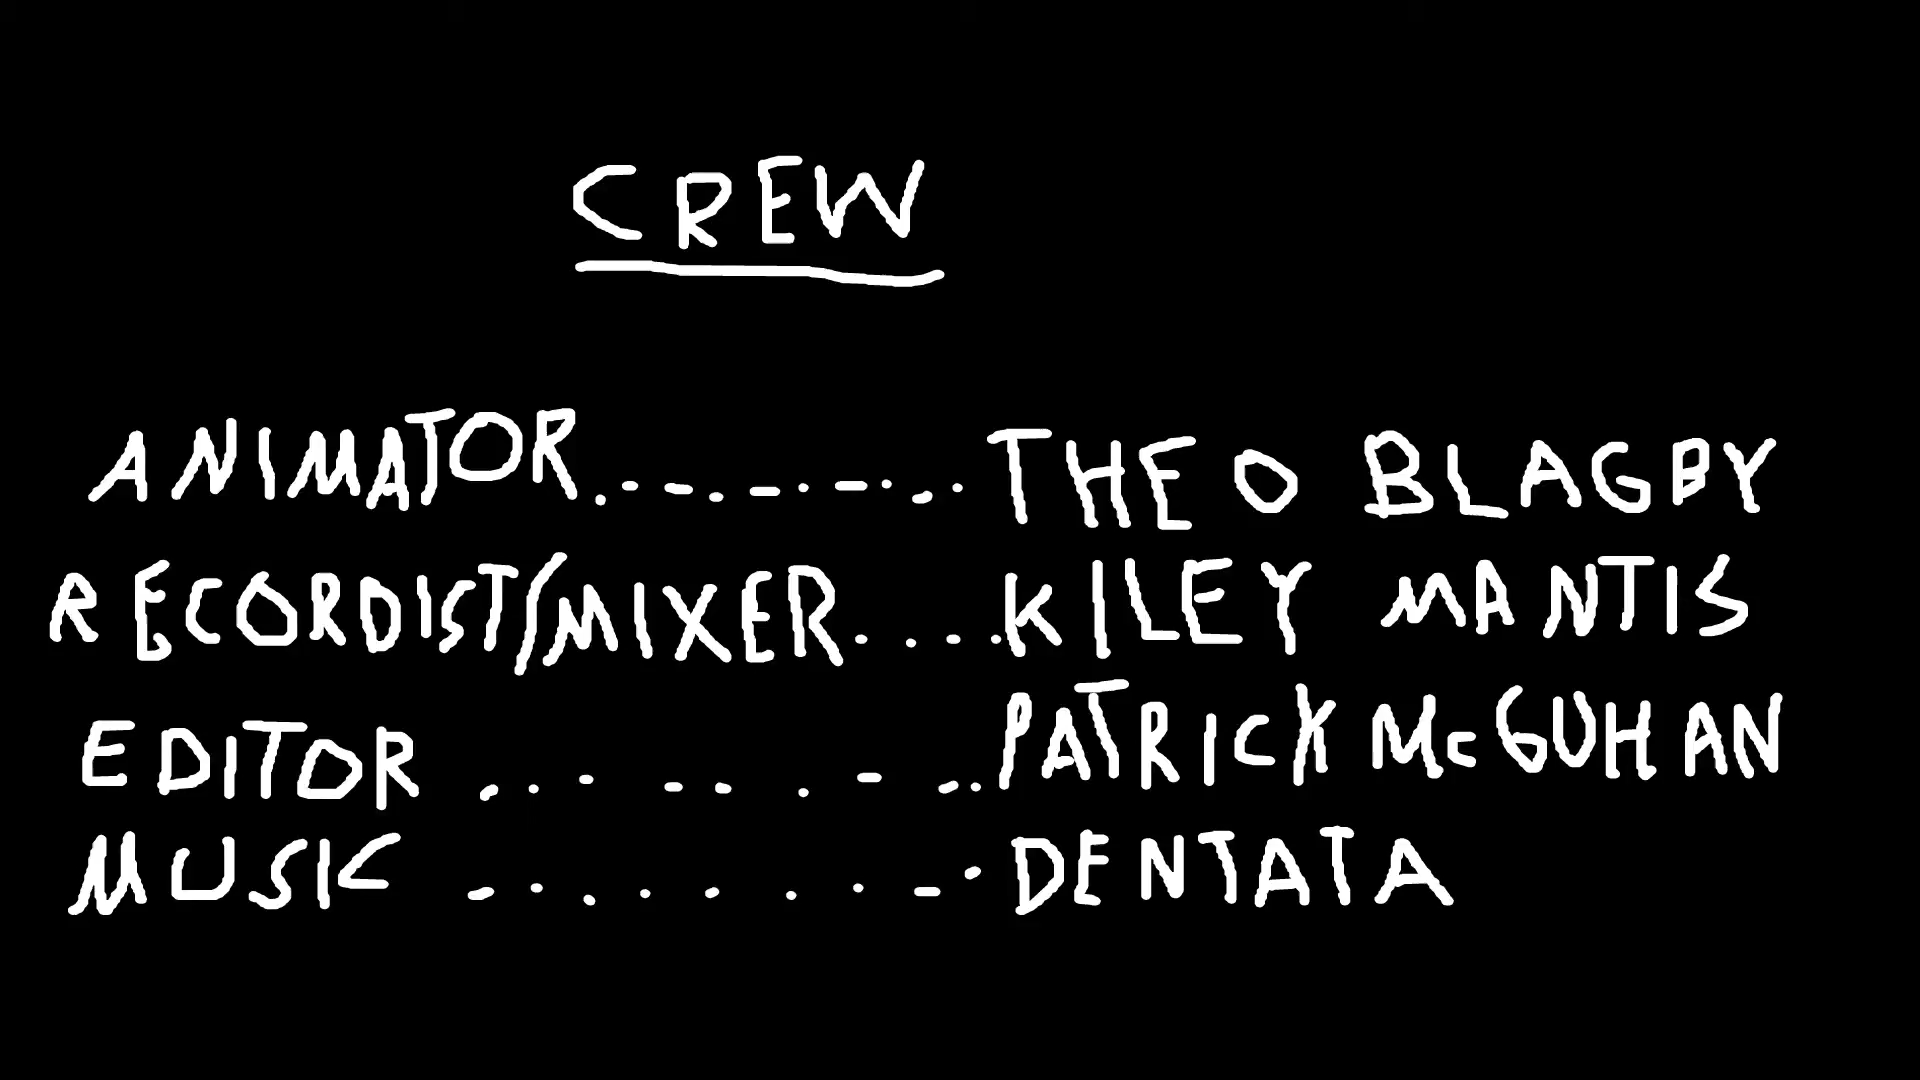 CREW
ANIMATOR.......... THEO BLAGBY
RECORDIST/MIXER.... KILEY MANTIS
EDITOR ......... PATRICK McGUHAN
MUSIC .......... DENTATA